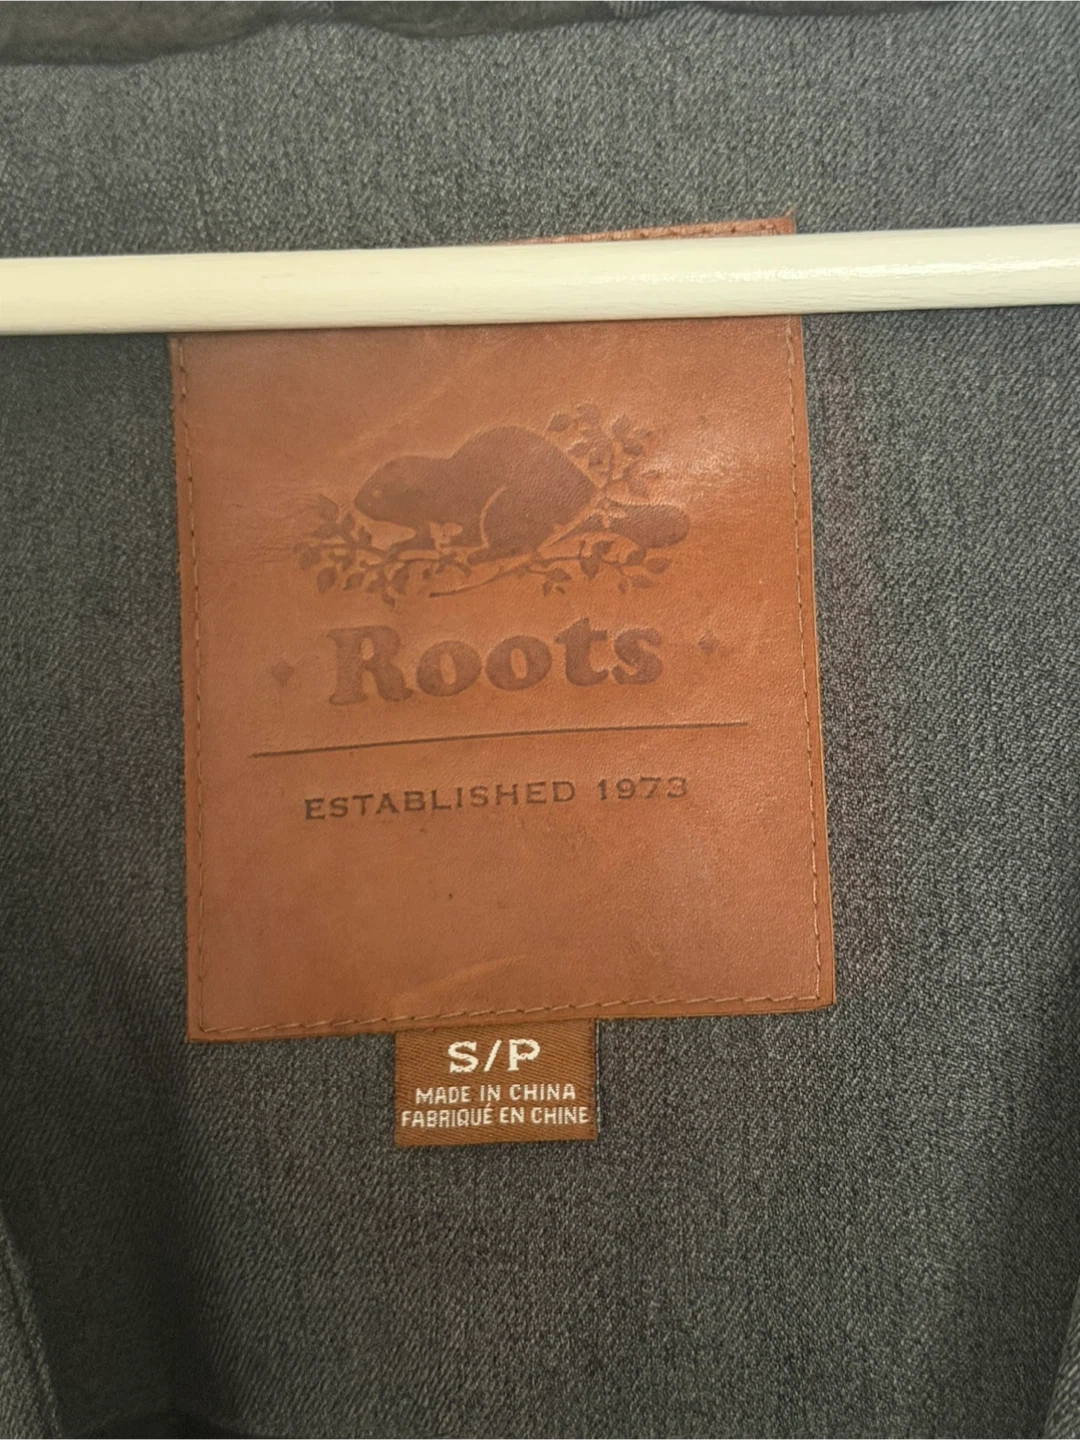 Roots
ESTABLISHED 1973
S/P
MADE IN CHINA
FABRIQUÉ EN CHINE